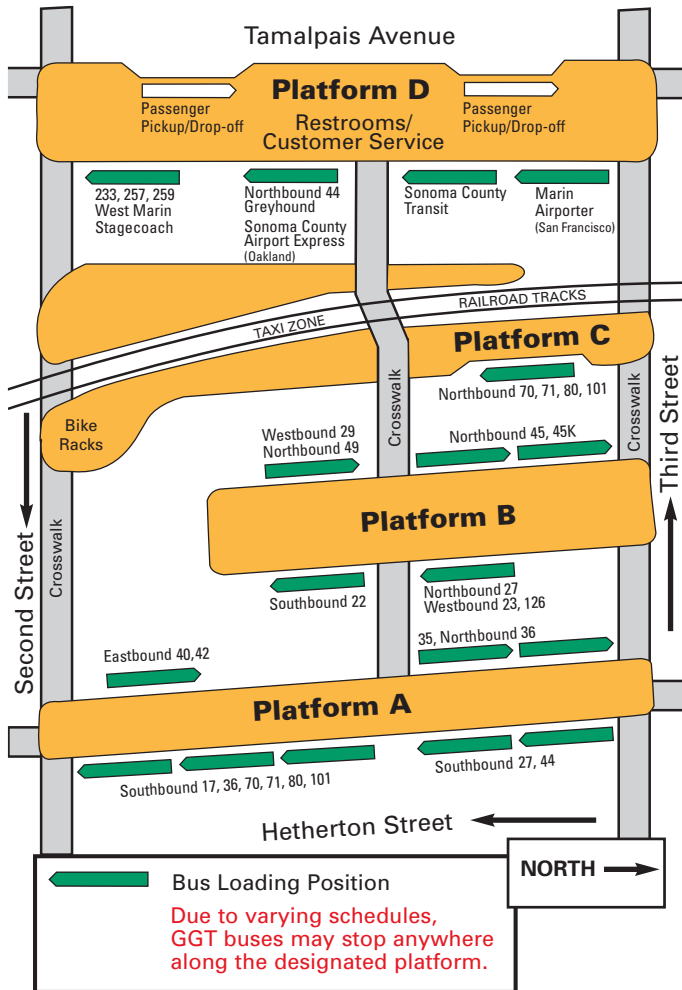 Tamalpais Avenue
Platform D
Passenger
Pickup/Drop-off
Restrooms/
Customer Service
Passenger
Pickup/Drop-off
233, 257, 259
West Marin
Stagecoach
Northbound 44
Greyhound
Sonoma County
Airport Express
(Oakland)
Sonoma County
Transit
Marin
Airporter
(San Francisco)
RAILROAD TRACKS
TAXI ZONE
Platform C
Northbound 70, 71, 80, 101
Crosswalk
Crosswalk
Third Street
Bike
Racks
Westbound 29
Northbound 49
Northbound 45, 45K
Second Street
Crosswalk
Platform B
Southbound 22
Northbound 27
Westbound 23, 126
35, Northbound 36
Eastbound 40,42
Platform A
Southbound 17, 36, 70, 71, 80, 101
Southbound 27, 44
Hetherton Street
NORTH
Bus Loading Position
Due to varying schedules,
GGT buses may stop anywhere
along the designated platform.